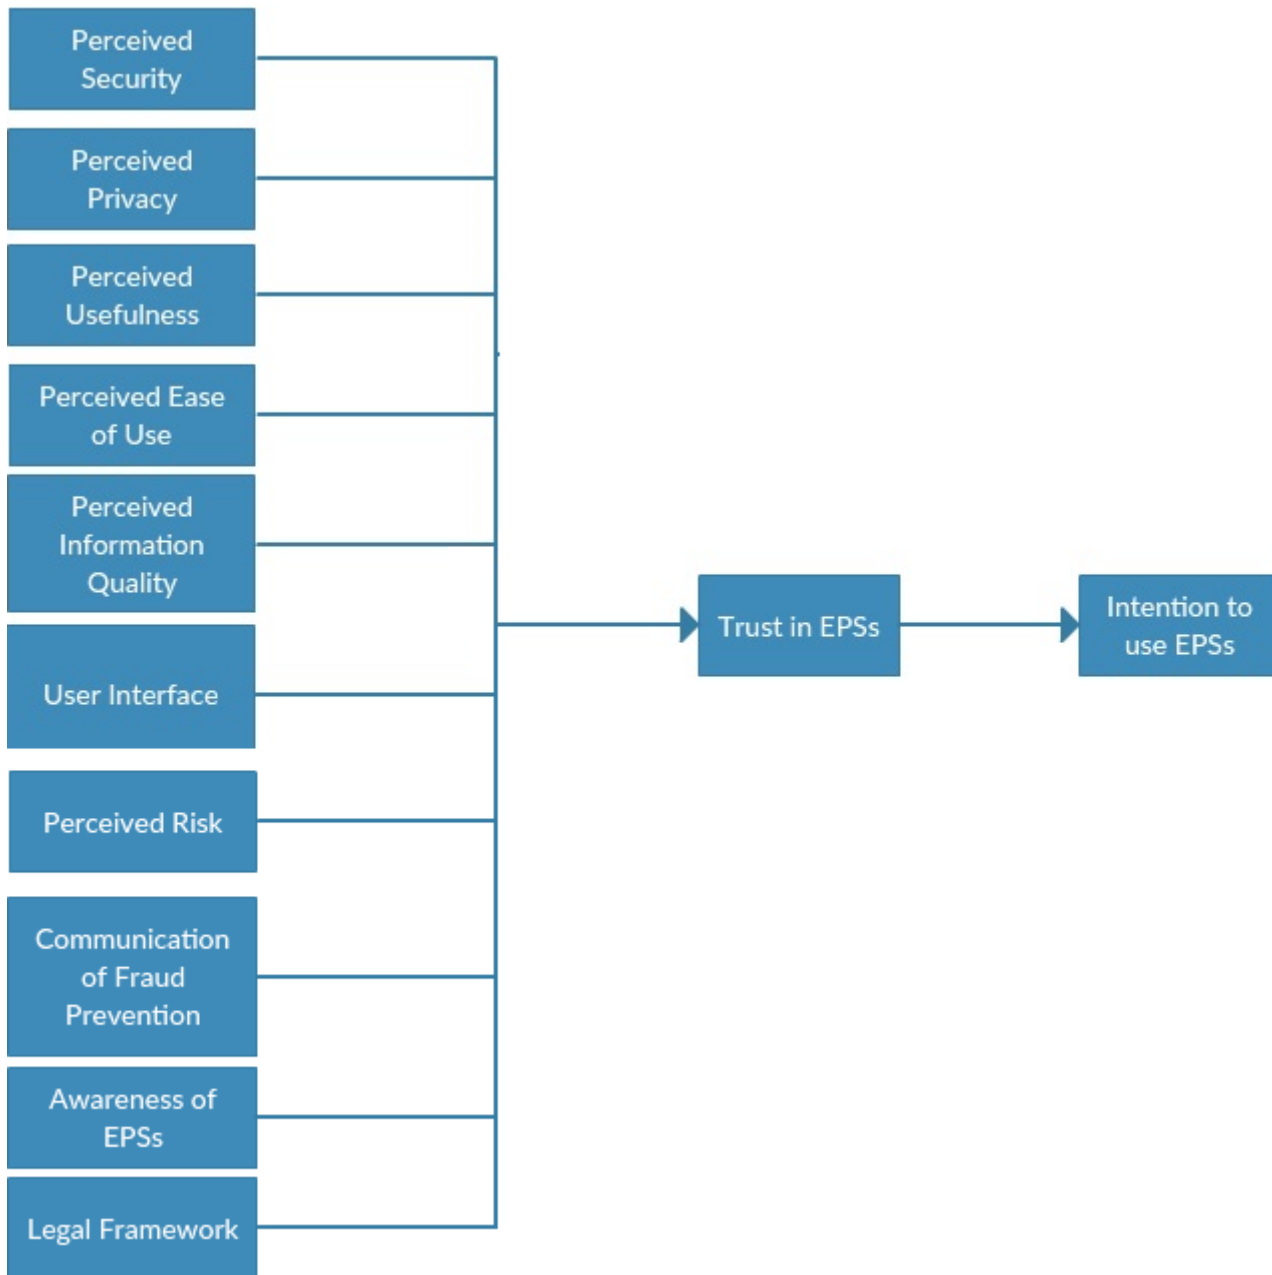 Perceived
Security
Perceived
Privacy
Perceived
Usefulness
Perceived Ease
of Use
Perceived
Information
Quality
User Interface
Perceived Risk
Communication
of Fraud
Prevention
Awareness of
EPSs
Legal Framework
Trust in EPSs
Intention to
use EPSs